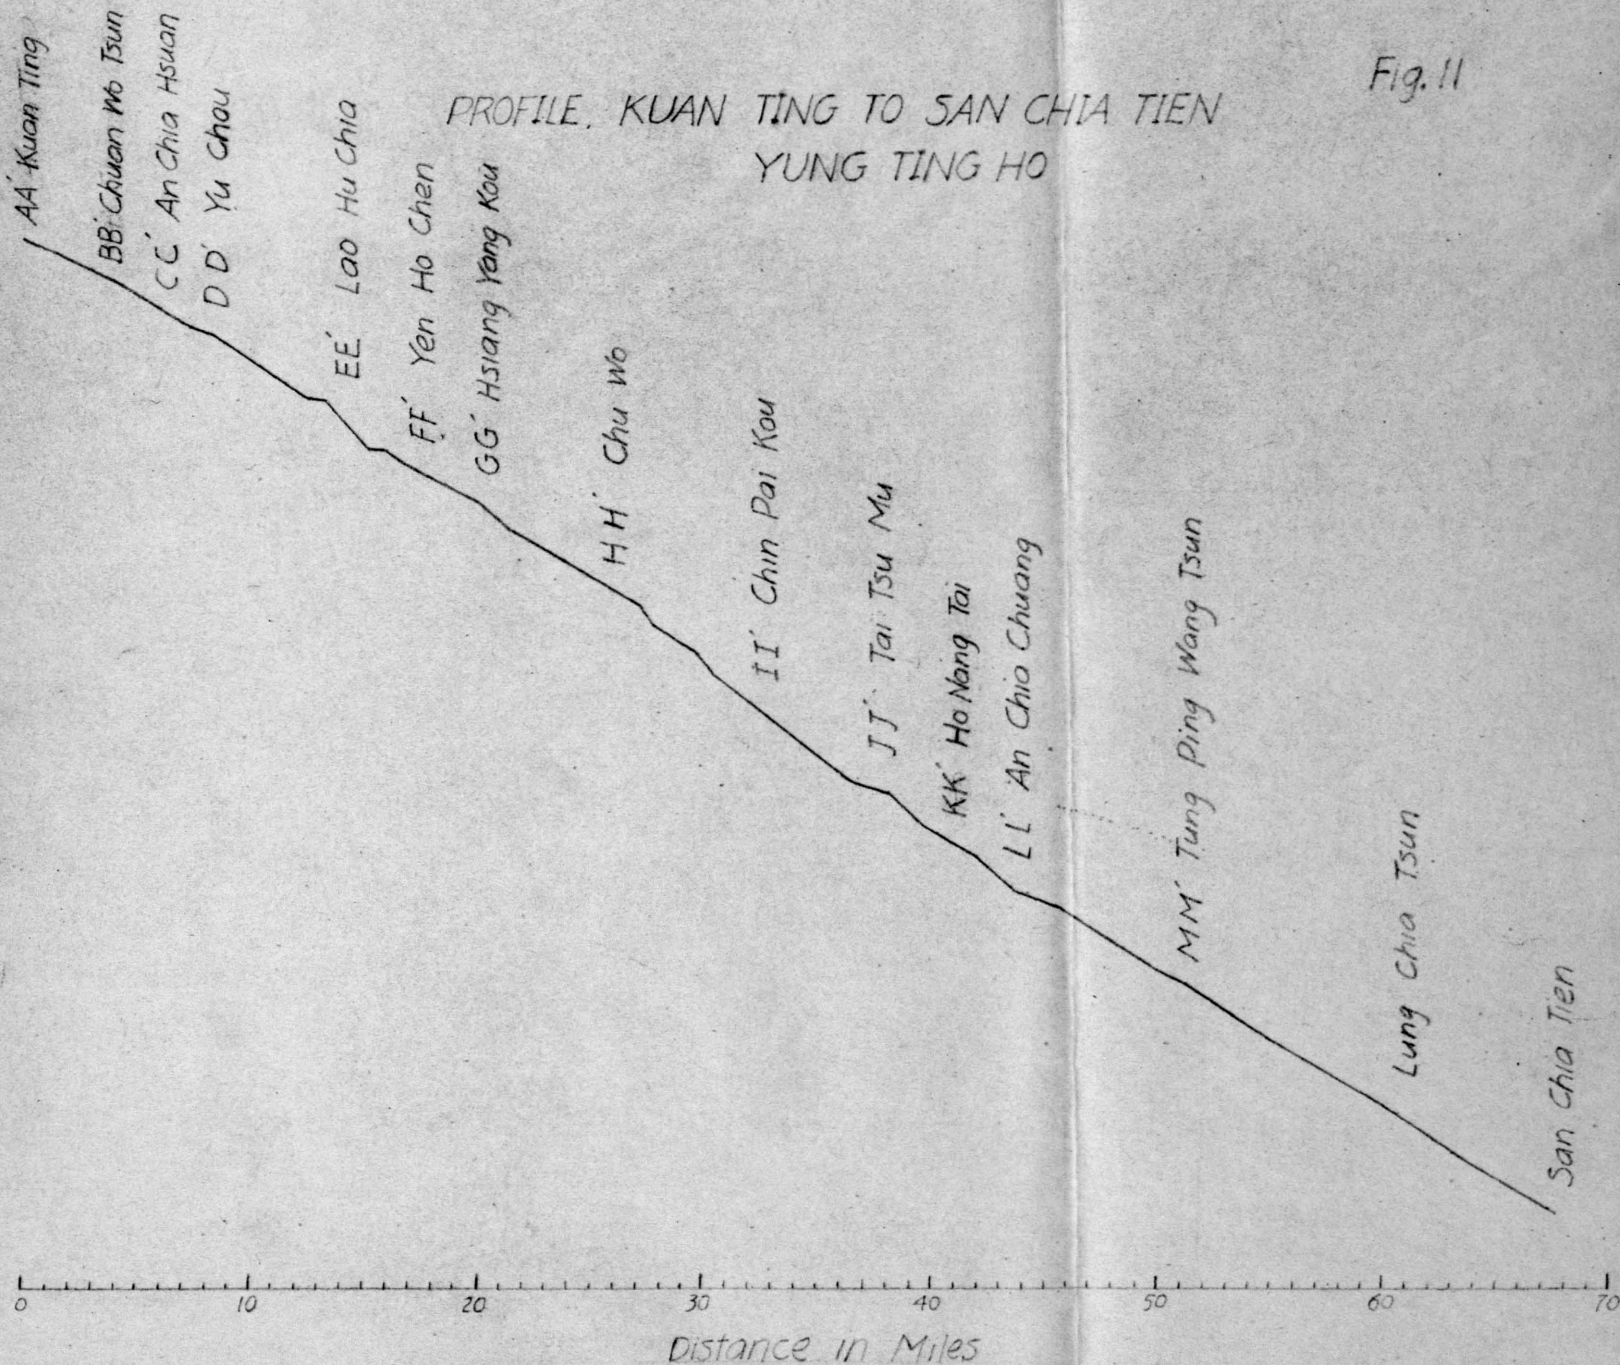 Fig. 11
PROFILE. KUAN TING TO SAN CHIA TIEN
YUNG TING HO
AA' Kuan Ting
BB' Chuan Wo Tsun
CC' An Chia Hsuan
DD' Yu Chou
EE' Lao Hu Chia
FF' Yen Ho Chen
GG' Hsiang Yang Kou
HH' Chu Wo
II' Chin Pai Kou
JJ' Tai Tsu Mu
KK' Ho Nang Tai
LL' An Chia Chuang
MM' Tung Ping Wang Tsun
Lung Chia Tsun
San Chia Tien
0 10 20 30 40 50 60 70
Distance in Miles